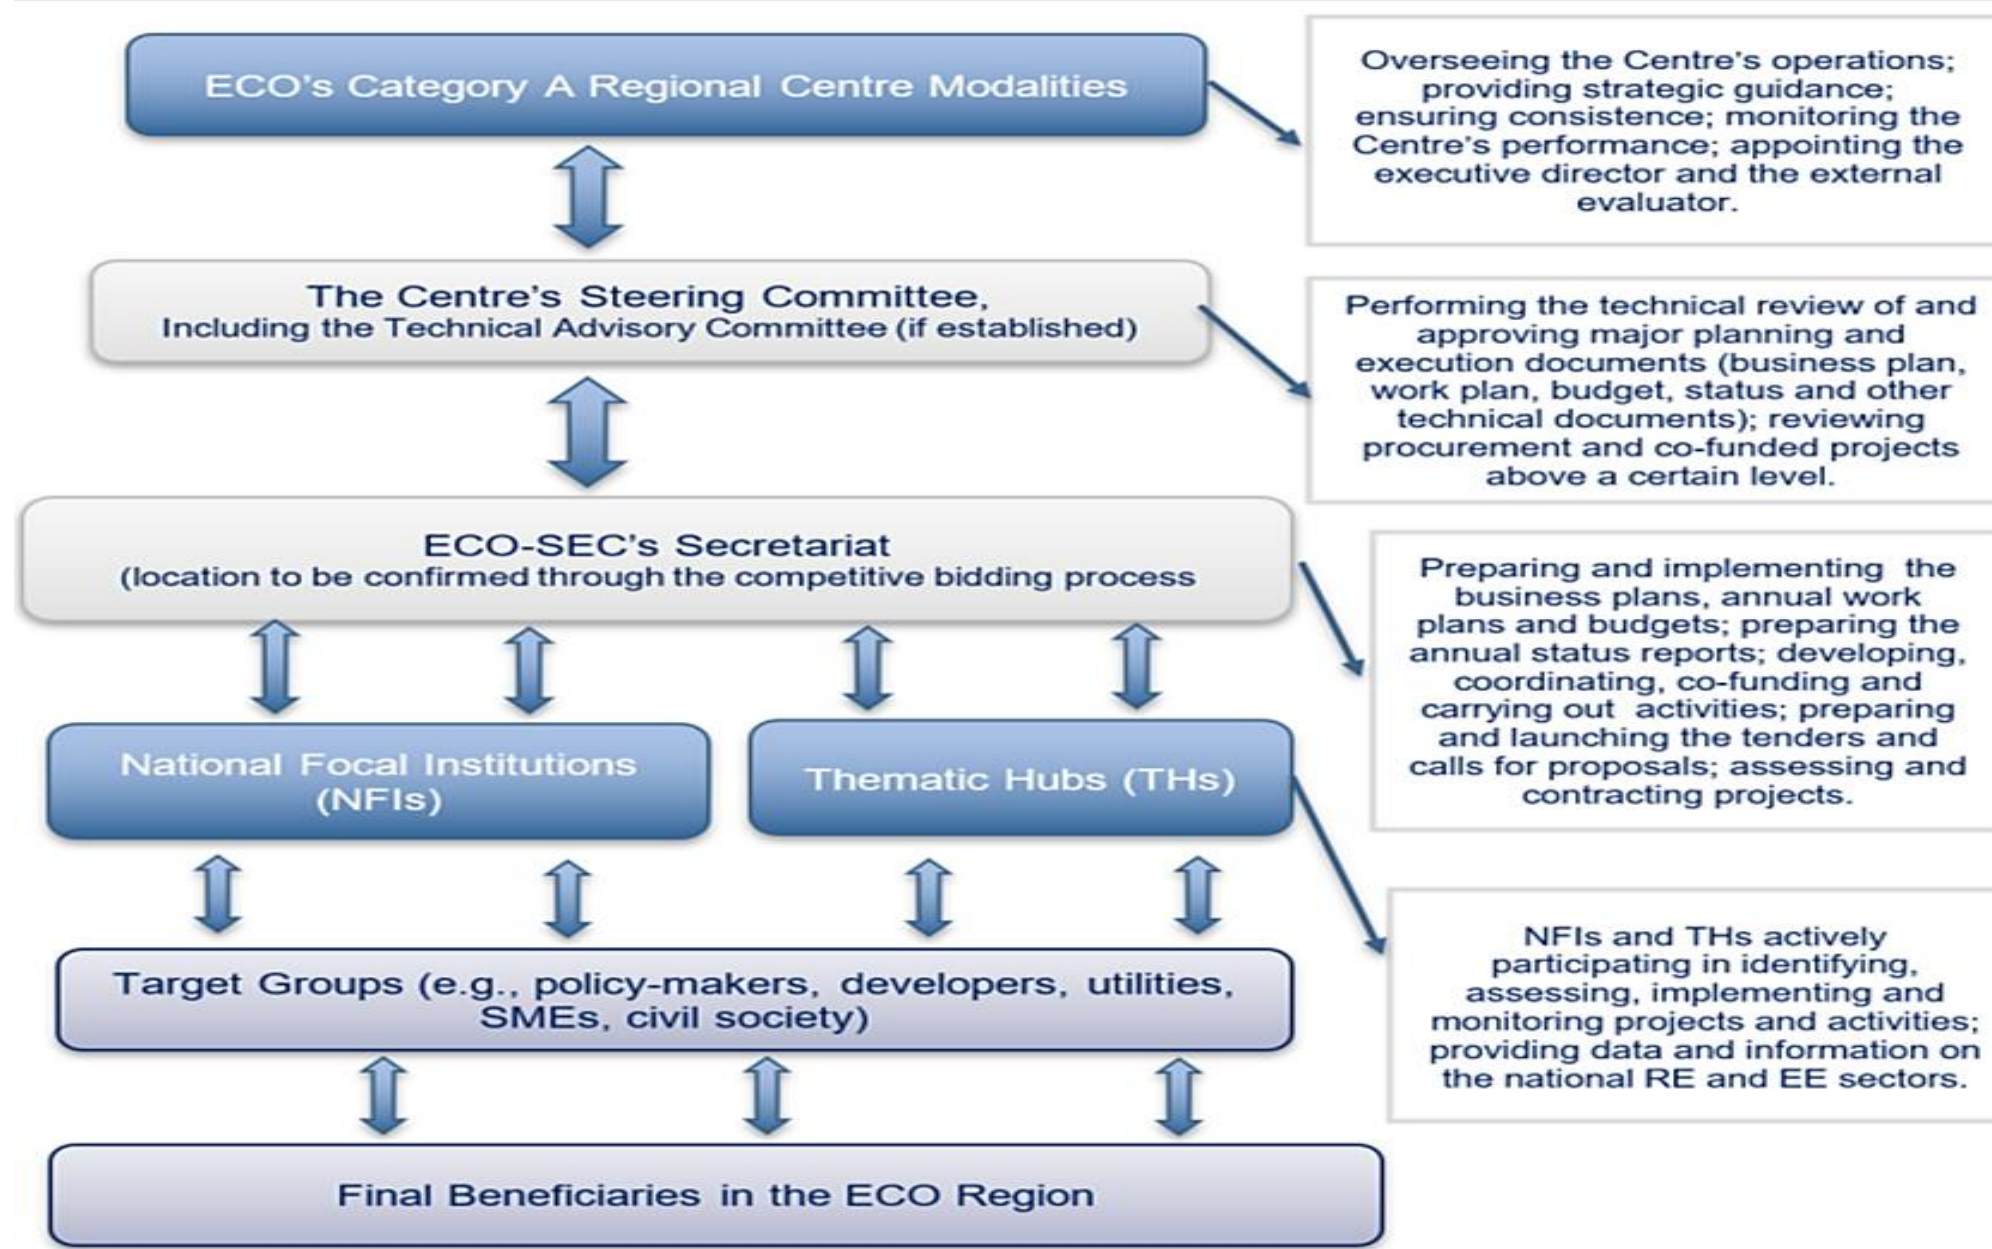 ECO's Category A Regional Centre Modalities
Overseeing the Centre's operations;
providing strategic guidance;
ensuring consistence; monitoring the
Centre's performance; appointing the
executive director and the external
evaluator.
The Centre's Steering Committee,
Including the Technical Advisory Committee (if established)
Performing the technical review of and
approving major planning and
execution documents (business plan,
work plan, budget, status and other
technical documents); reviewing
procurement and co-funded projects
above a certain level.
ECO-SEC's Secretariat
(location to be confirmed through the competitive bidding process
Preparing and implementing the
business plans, annual work
plans and budgets; preparing the
annual status reports; developing,
coordinating, co-funding and
carrying out activities; preparing
and launching the tenders and
calls for proposals; assessing and
contracting projects.
National Focal Institutions
(NFIs)
Thematic Hubs (THs)
NFIs and THs actively
participating in identifying,
assessing, implementing and
monitoring projects and activities;
providing data and information on
the national RE and EE sectors.
Target Groups (e.g., policy-makers, developers, utilities,
SMEs, civil society)
Final Beneficiaries in the ECO Region